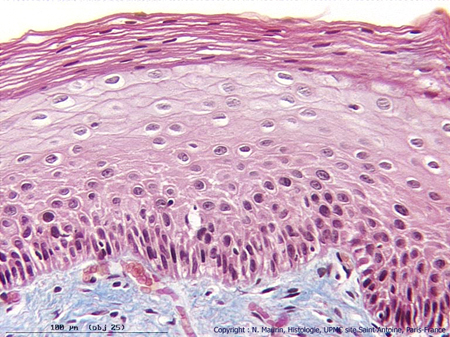 100 µm (obj 25)
Copyright : N. Maurin, Histologie, UPMC site Saint-Antoine, Paris-France